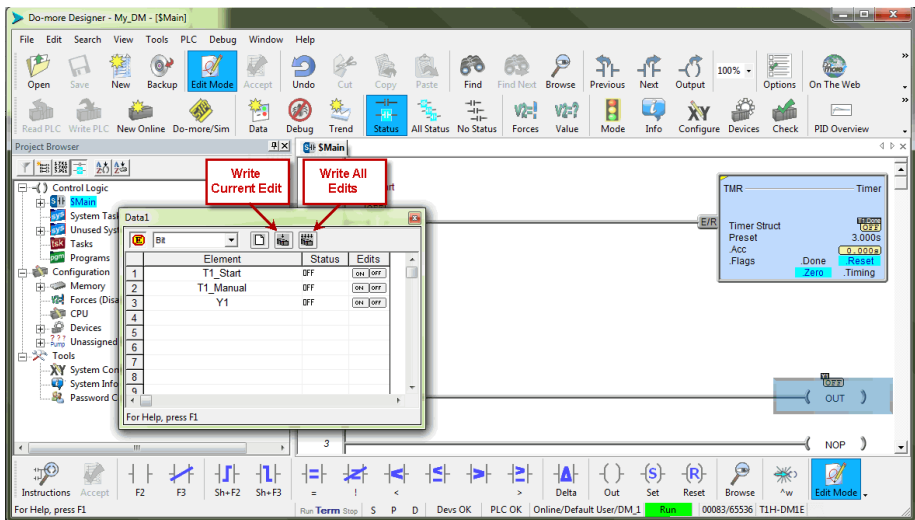 Do-more Designer - My_DM - [$Main]
File Edit Search View Tools PLC Debug Window Help
Open Save New Backup Edit Mode Accept Undo Cut Copy Paste Find Find Next Browse Previous Next Output 100% Options On The Web
Read PLC Write PLC New Online Do-more/Sim Data Debug Trend Status All Status No Status Forces Value Mode Info Configure Devices Check PID Overview
Project Browser
$Main
Control Logic
$Main
System Task
Unused Sys
Tasks
Programs
Configuration
Memory
Forces (Disa
CPU
Devices
Unassigned
Tools
System Con
System Info
Password C
Write
Current Edit
Write All
Edits
Data1
Bit
Element Status Edits
1 T1_Start OFF ON OFF
2 T1_Manual OFF ON OFF
3 Y1 OFF ON OFF
4
5
6
7
8
9
For Help, press F1
TMR Timer
E/R
Timer Struct OFF
Preset 3.000s
.Acc 0.000s
.Flags .Done .Reset
.Zero .Timing
Y1
OFF
OUT
3 NOP
Instructions Accept F2 F3 Sh+F2 Sh+F3 = ! < > Delta Out Set Reset Browse ^w Edit Mode
For Help, press F1 Run Term Stop S P D Devs OK PLC OK Online/Default User/DM_1 Run 00083/65536 T1H-DM1E